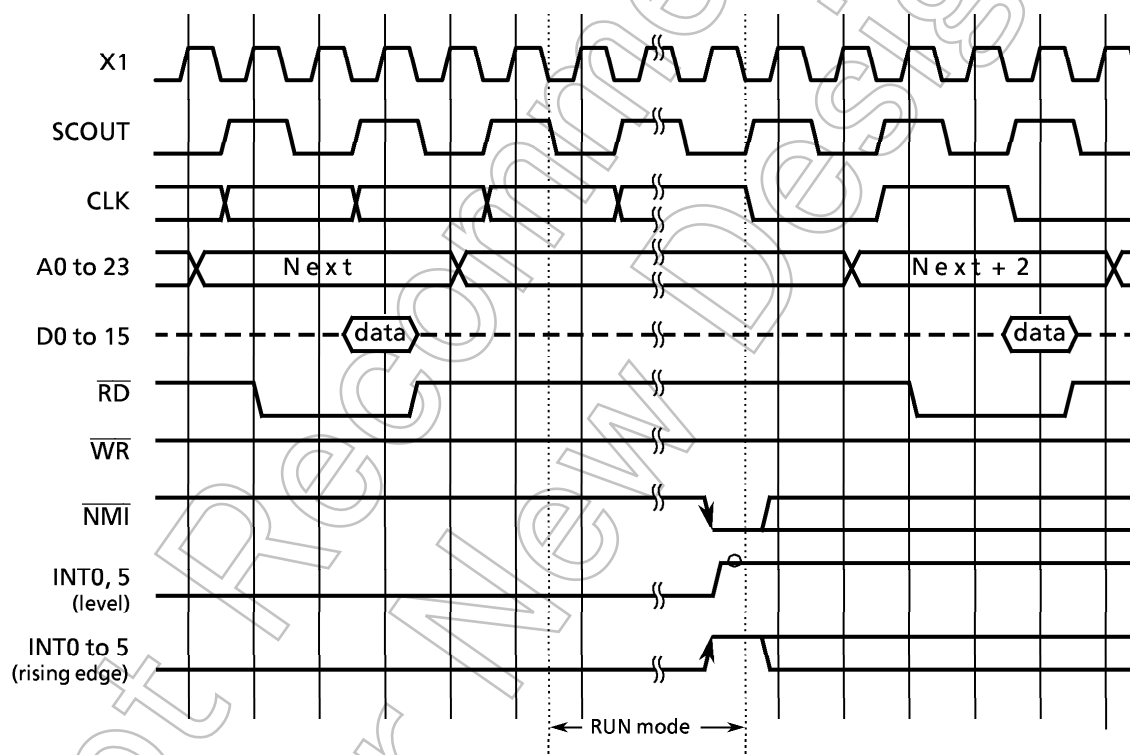 X1
SCOUT
CLK
A0 to 23
Next
Next + 2
D0 to 15
data
data
RD
WR
NMI
INT0, 5
(level)
INT0 to 5
(rising edge)
RUN mode